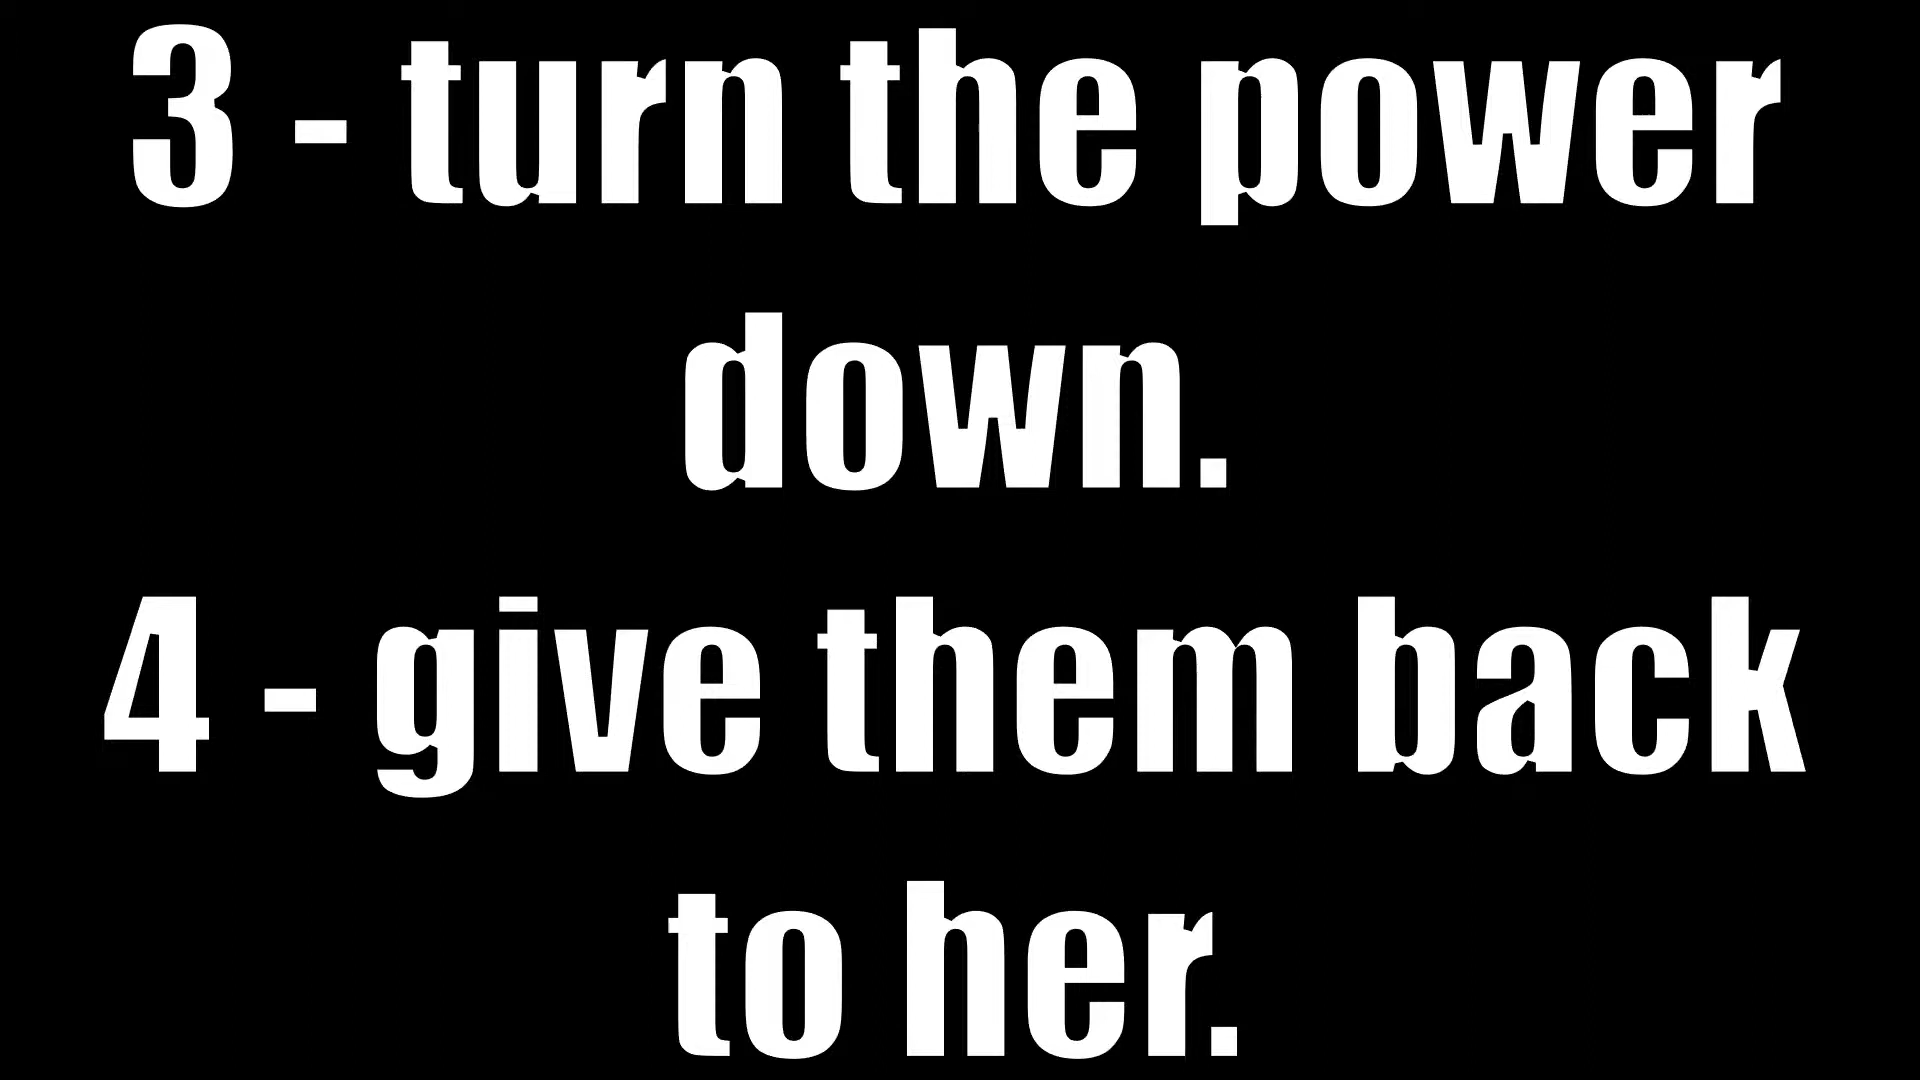 3 - turn the power
down.
4 - give them back
to her.